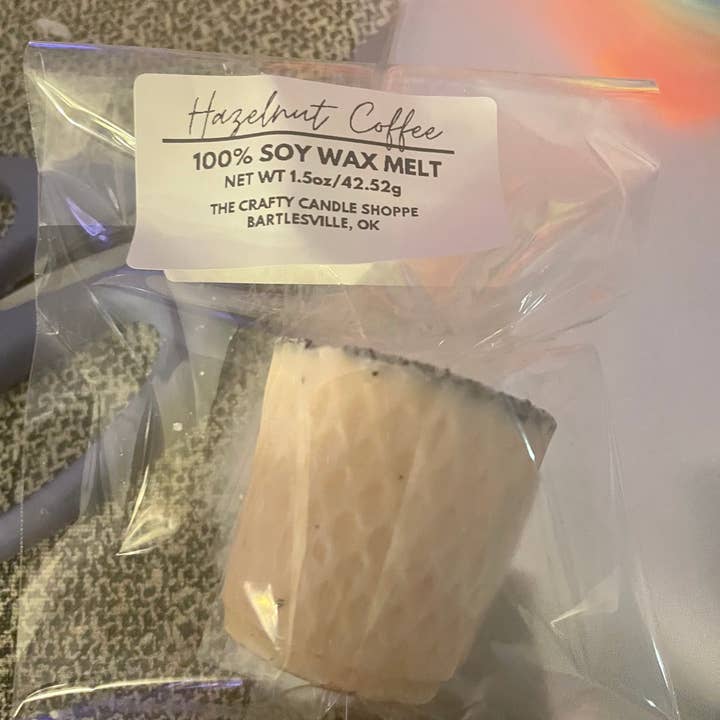 Hazelnut Coffee
100% SOY WAX MELT
NET WT 1.5oz/42.52g
THE CRAFTY CANDLE SHOPPE
BARTLESVILLE, OK